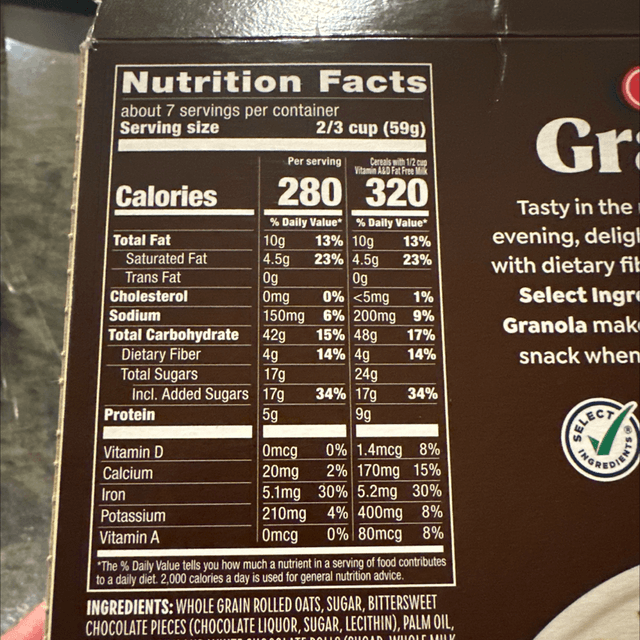 Nutrition Facts
about 7 servings per container
Serving size 2/3 cup (59g)
Per serving Cereals with 1/2 cup Vitamin A&D Fat Free Milk
Calories 280 320
% Daily Value* % Daily Value*
Total Fat 10g 13% 10g 13%
Saturated Fat 4.5g 23% 4.5g 23%
Trans Fat 0g 0g
Cholesterol 0mg 0% <5mg 1%
Sodium 150mg 6% 200mg 9%
Total Carbohydrate 42g 15% 48g 17%
Dietary Fiber 4g 14% 4g 14%
Total Sugars 17g 24g
Incl. Added Sugars 17g 34% 17g 34%
Protein 5g 9g
Vitamin D 0mcg 0% 1.4mcg 8%
Calcium 20mg 2% 170mg 15%
Iron 5.1mg 30% 5.2mg 30%
Potassium 210mg 4% 400mg 8%
Vitamin A 0mcg 0% 80mcg 8%
*The % Daily Value tells you how much a nutrient in a serving of food contributes
to a daily diet. 2,000 calories a day is used for general nutrition advice.
INGREDIENTS: WHOLE GRAIN ROLLED OATS, SUGAR, BITTERSWEET
CHOCOLATE PIECES (CHOCOLATE LIQUOR, SUGAR, LECITHIN), PALM OIL,
Gra
Tasty in the
evening, delig
with dietary fi
Select Ingr
Granola mak
snack when
SELECT
INGREDIENTS